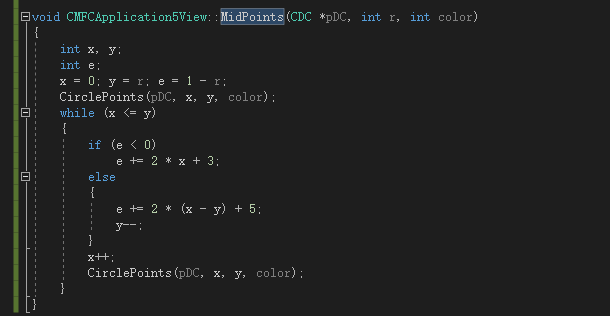 void CMFCApplication5View::MidPoints(CDC *pDC, int r, int color)
{
    int x, y;
    int e;
    x = 0; y = r; e = 1 - r;
    CirclePoints(pDC, x, y, color);
    while (x <= y)
    {
        if (e < 0)
            e += 2 * x + 3;
        else
        {
            e += 2 * (x - y) + 5;
            y--;
        }
        x++;
        CirclePoints(pDC, x, y, color);
    }
}